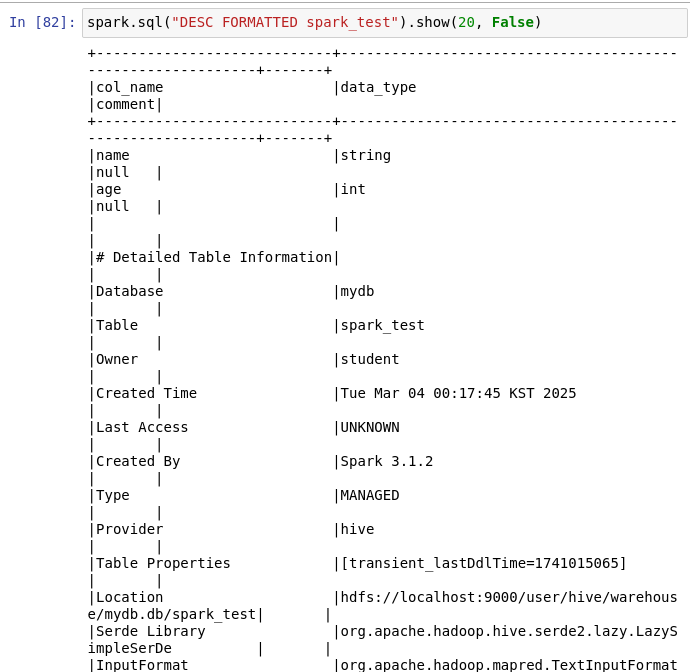 In [82]: spark.sql("DESC FORMATTED spark_test").show(20, False)
+----------------------------+----------------------------------------
--------------------+-------+
|col_name                    |data_type
|comment|
+----------------------------+----------------------------------------
--------------------+-------+
|name                        |string
|null   |
|age                         |int
|null   |
|                            |
|       |
|# Detailed Table Information|
|       |
|Database                    |mydb
|       |
|Table                       |spark_test
|       |
|Owner                       |student
|       |
|Created Time                |Tue Mar 04 00:17:45 KST 2025
|       |
|Last Access                 |UNKNOWN
|       |
|Created By                  |Spark 3.1.2
|       |
|Type                        |MANAGED
|       |
|Provider                    |hive
|       |
|Table Properties            |[transient_lastDdlTime=1741015065]
|       |
|Location                    |hdfs://localhost:9000/user/hive/warehous
e/mydb.db/spark_test|       |
|Serde Library               |org.apache.hadoop.hive.serde2.lazy.LazyS
impleSerDe          |       |
|InputFormat                 |org.apache.hadoop.mapred.TextInputFormat